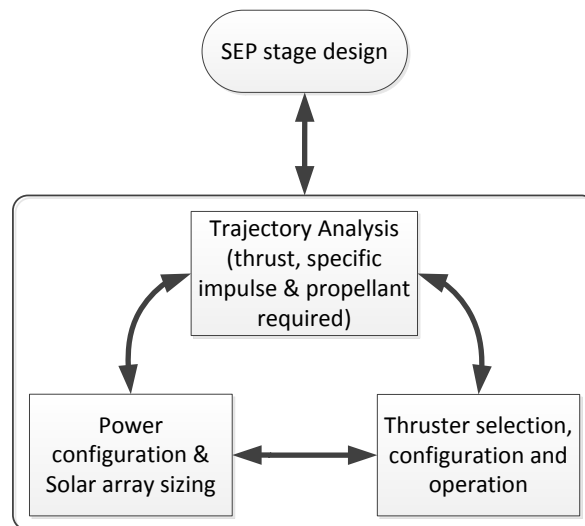 SEP stage design
Trajectory Analysis
(thrust, specific
impulse & propellant
required)
Power
configuration &
Solar array sizing
Thruster selection,
configuration and
operation